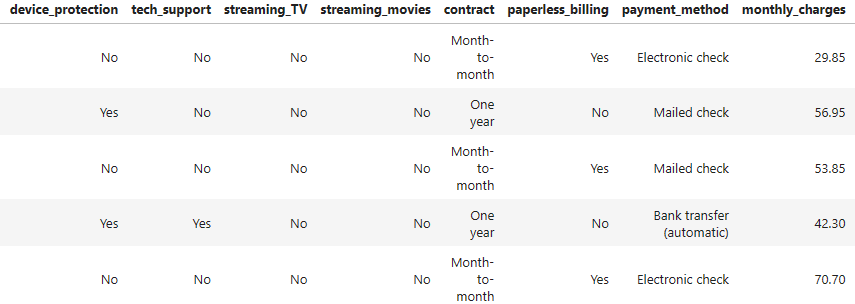 device_protection tech_support streaming_TV streaming_movies contract paperless_billing payment_method monthly_charges
No No No No Month-to-month Yes Electronic check 29.85
Yes No No No One year No Mailed check 56.95
No No No No Month-to-month Yes Mailed check 53.85
Yes Yes No No One year No Bank transfer (automatic) 42.30
No No No No Month-to-month Yes Electronic check 70.70